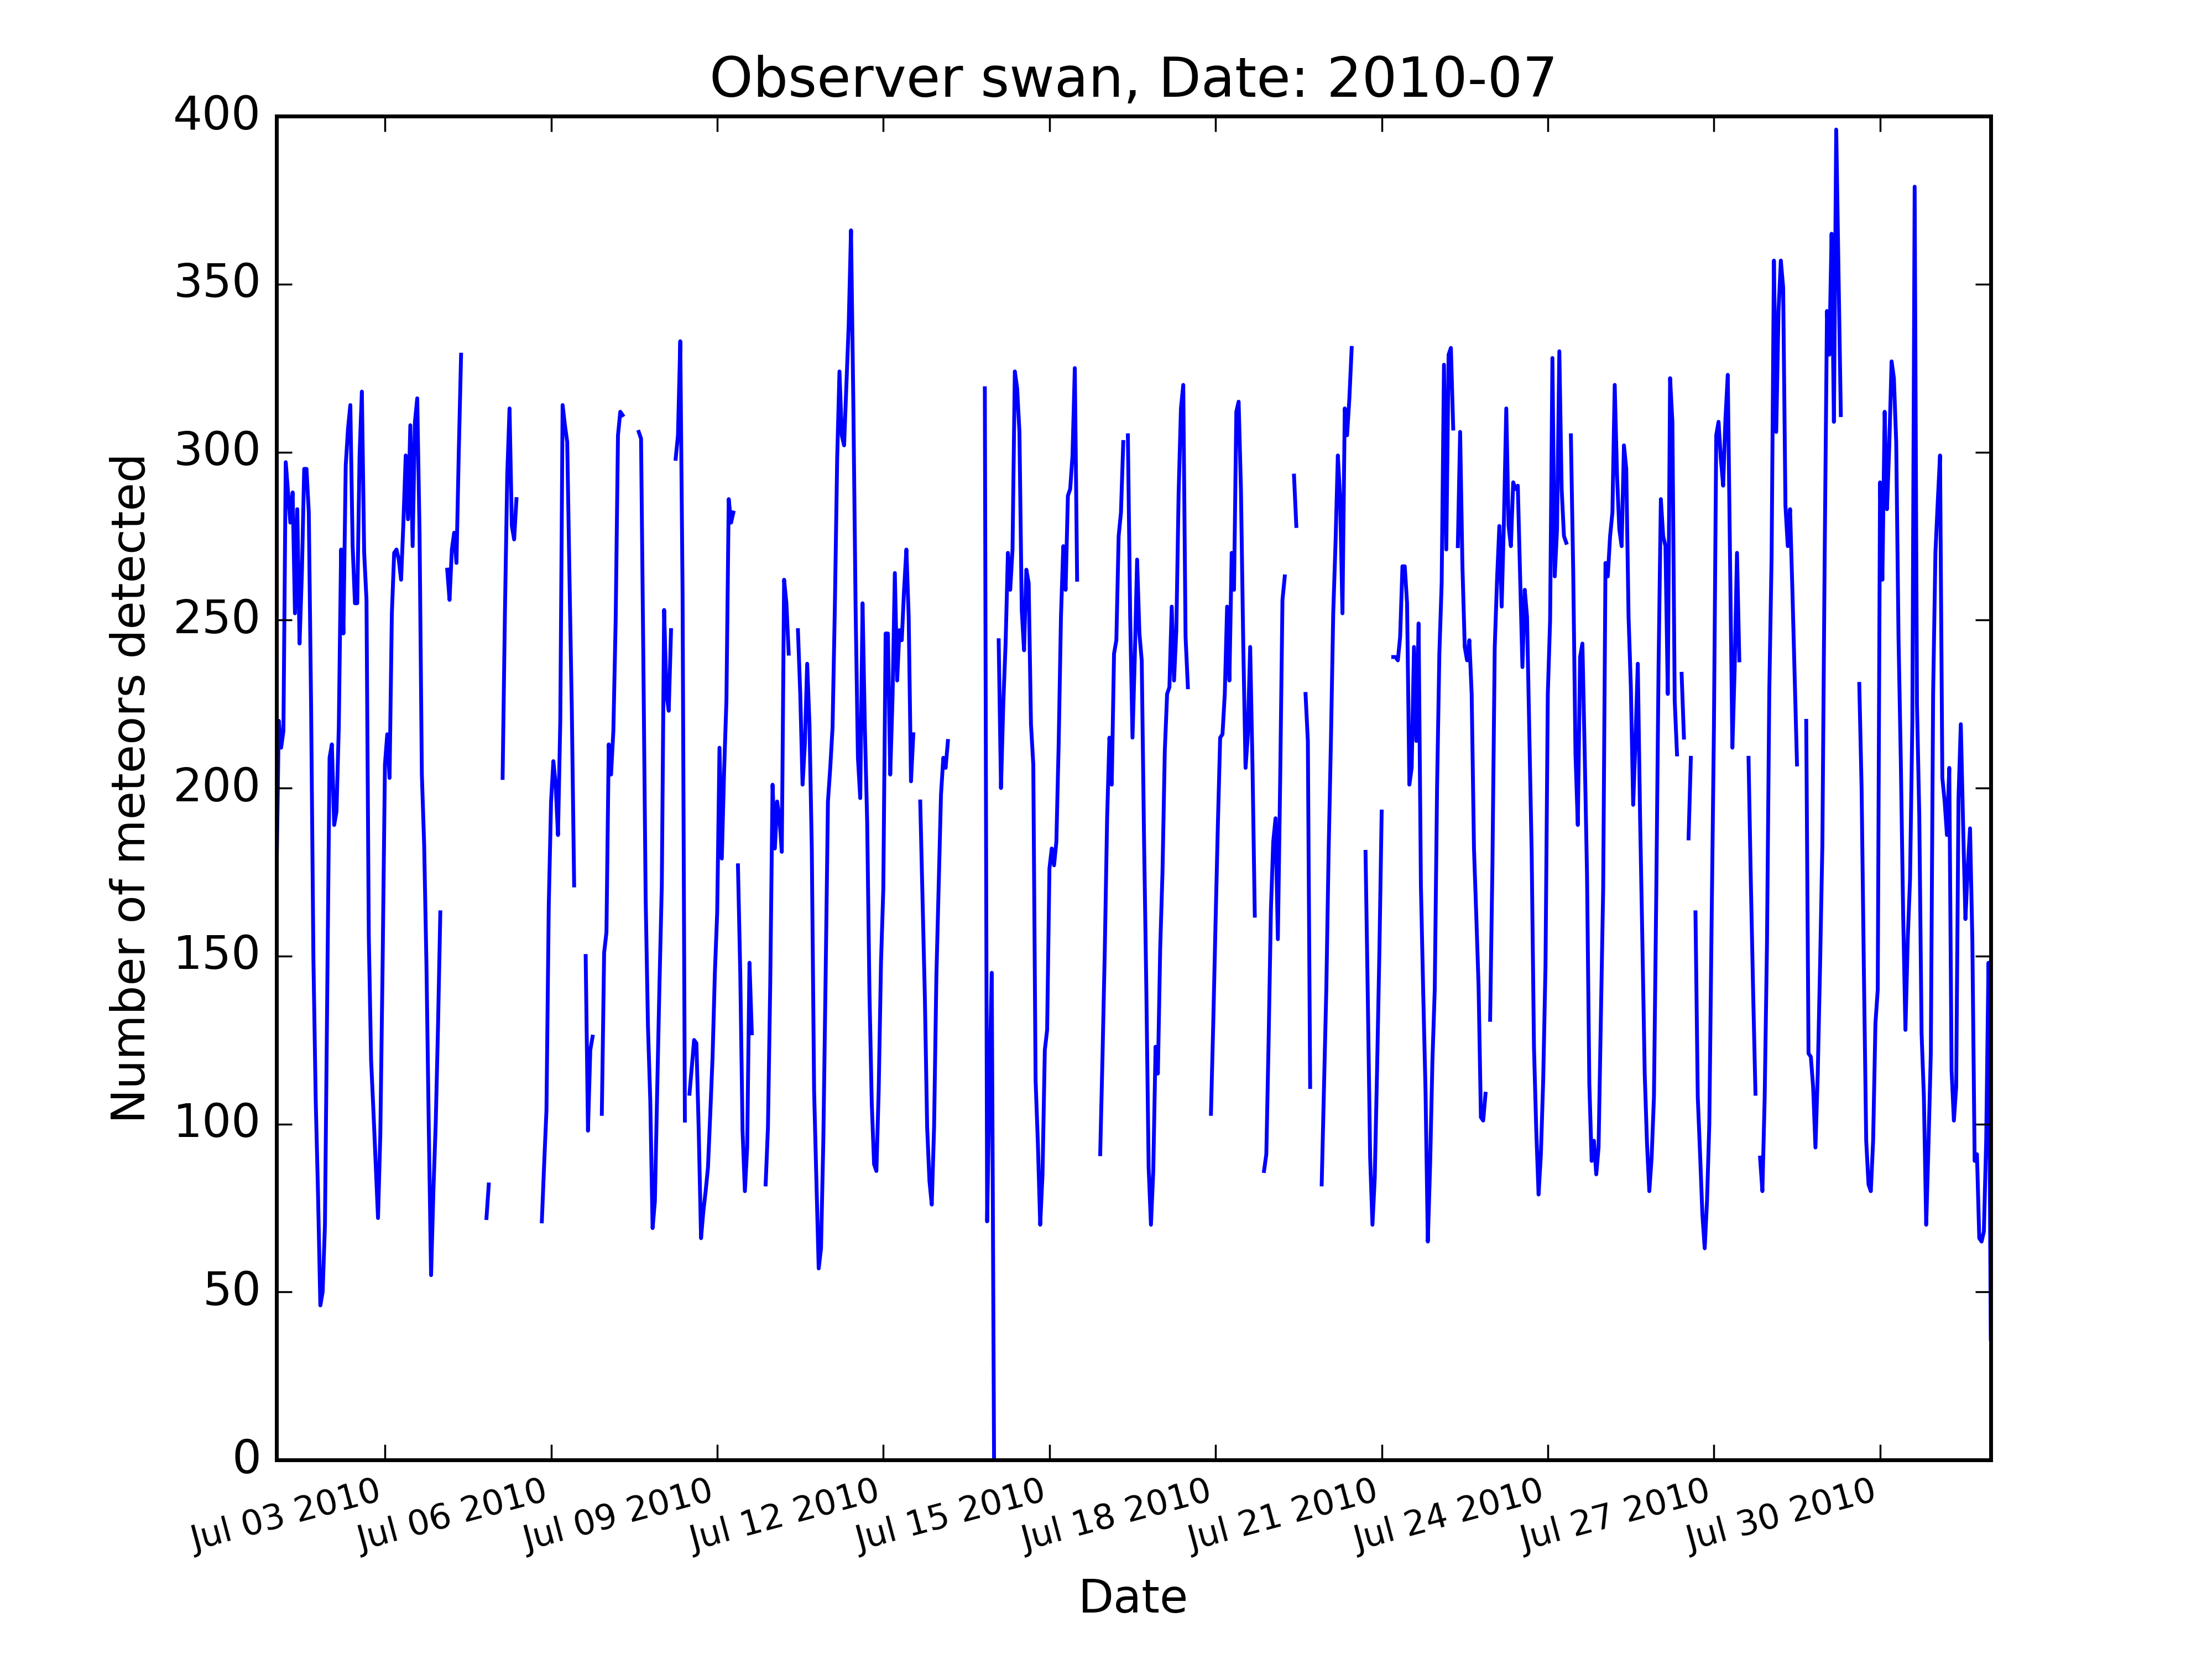 Observer swan, Date: 2010-07
400
350
300
250
200
150
100
50
0
Number of meteors detected
Jul 03 2010
Jul 06 2010
Jul 09 2010
Jul 12 2010
Jul 15 2010
Jul 18 2010
Jul 21 2010
Jul 24 2010
Jul 27 2010
Jul 30 2010
Date